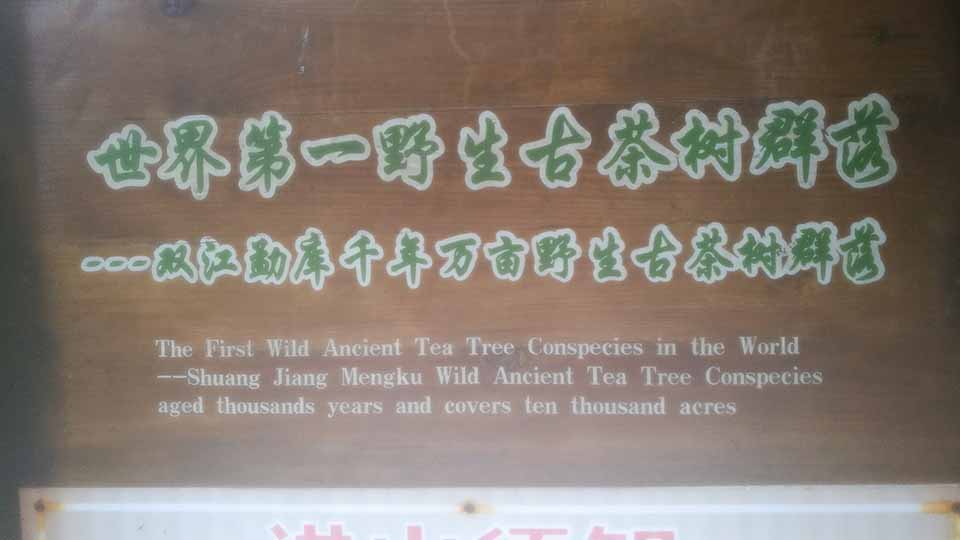 世界第一野生古茶树群落
---双江勐库千年万亩野生古茶树群落
The First Wild Ancient Tea Tree Conspecies in the World
--Shuang Jiang Mengku Wild Ancient Tea Tree Conspecies
aged thousands years and covers ten thousand acres